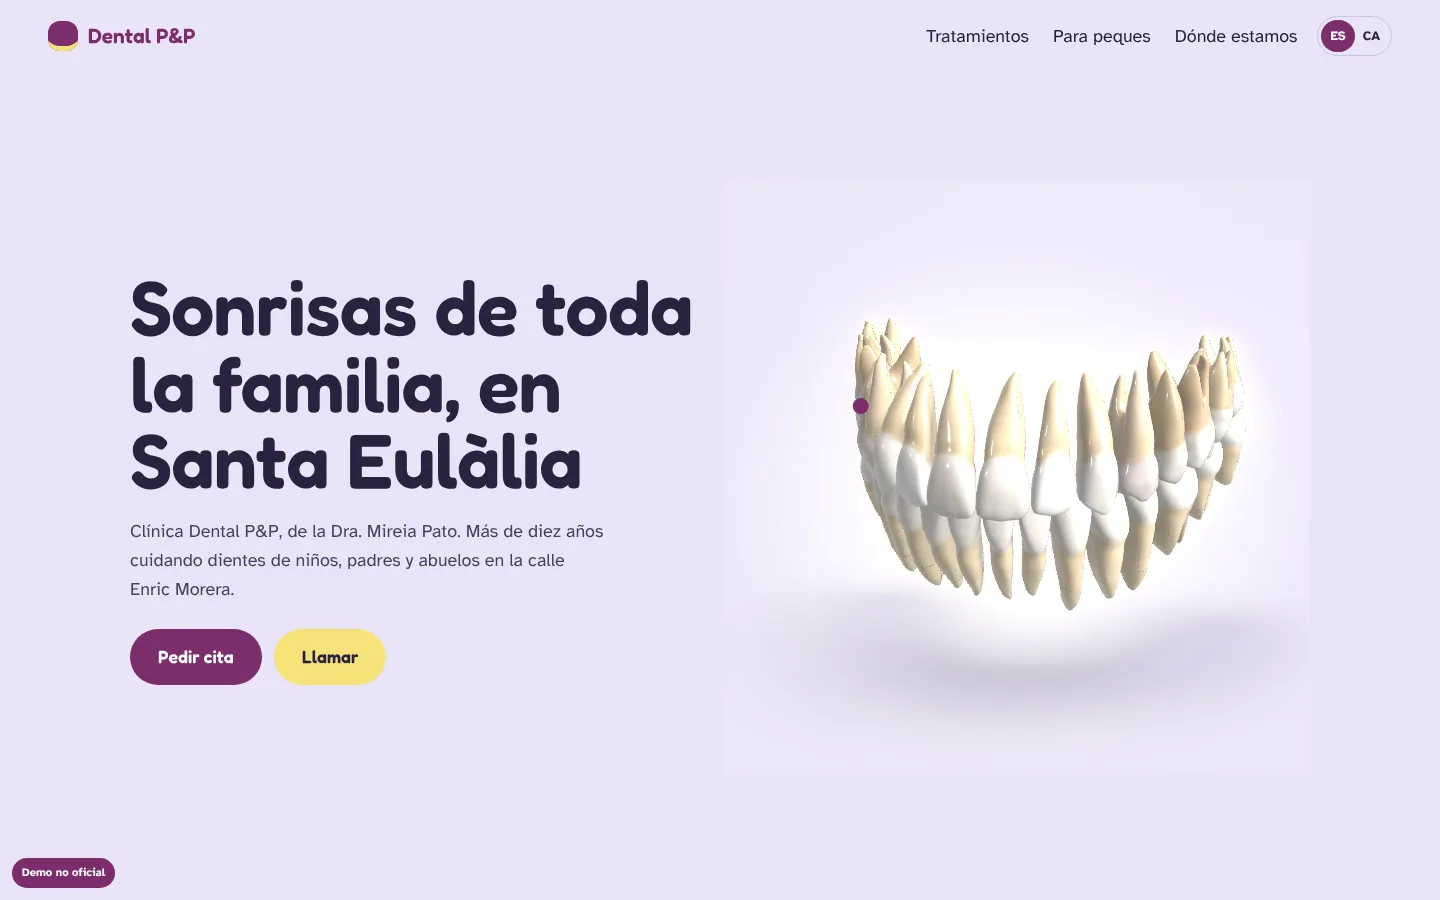 Dental P&P
Tratamientos
Para peques
Dónde estamos
ES
CA
Sonrisas de toda
la familia, en
Santa Eulàlia
Clínica Dental P&P, de la Dra. Mireia Pato. Más de diez años
cuidando dientes de niños, padres y abuelos en la calle
Enric Morera.
Pedir cita
Llamar
Demo no oficial